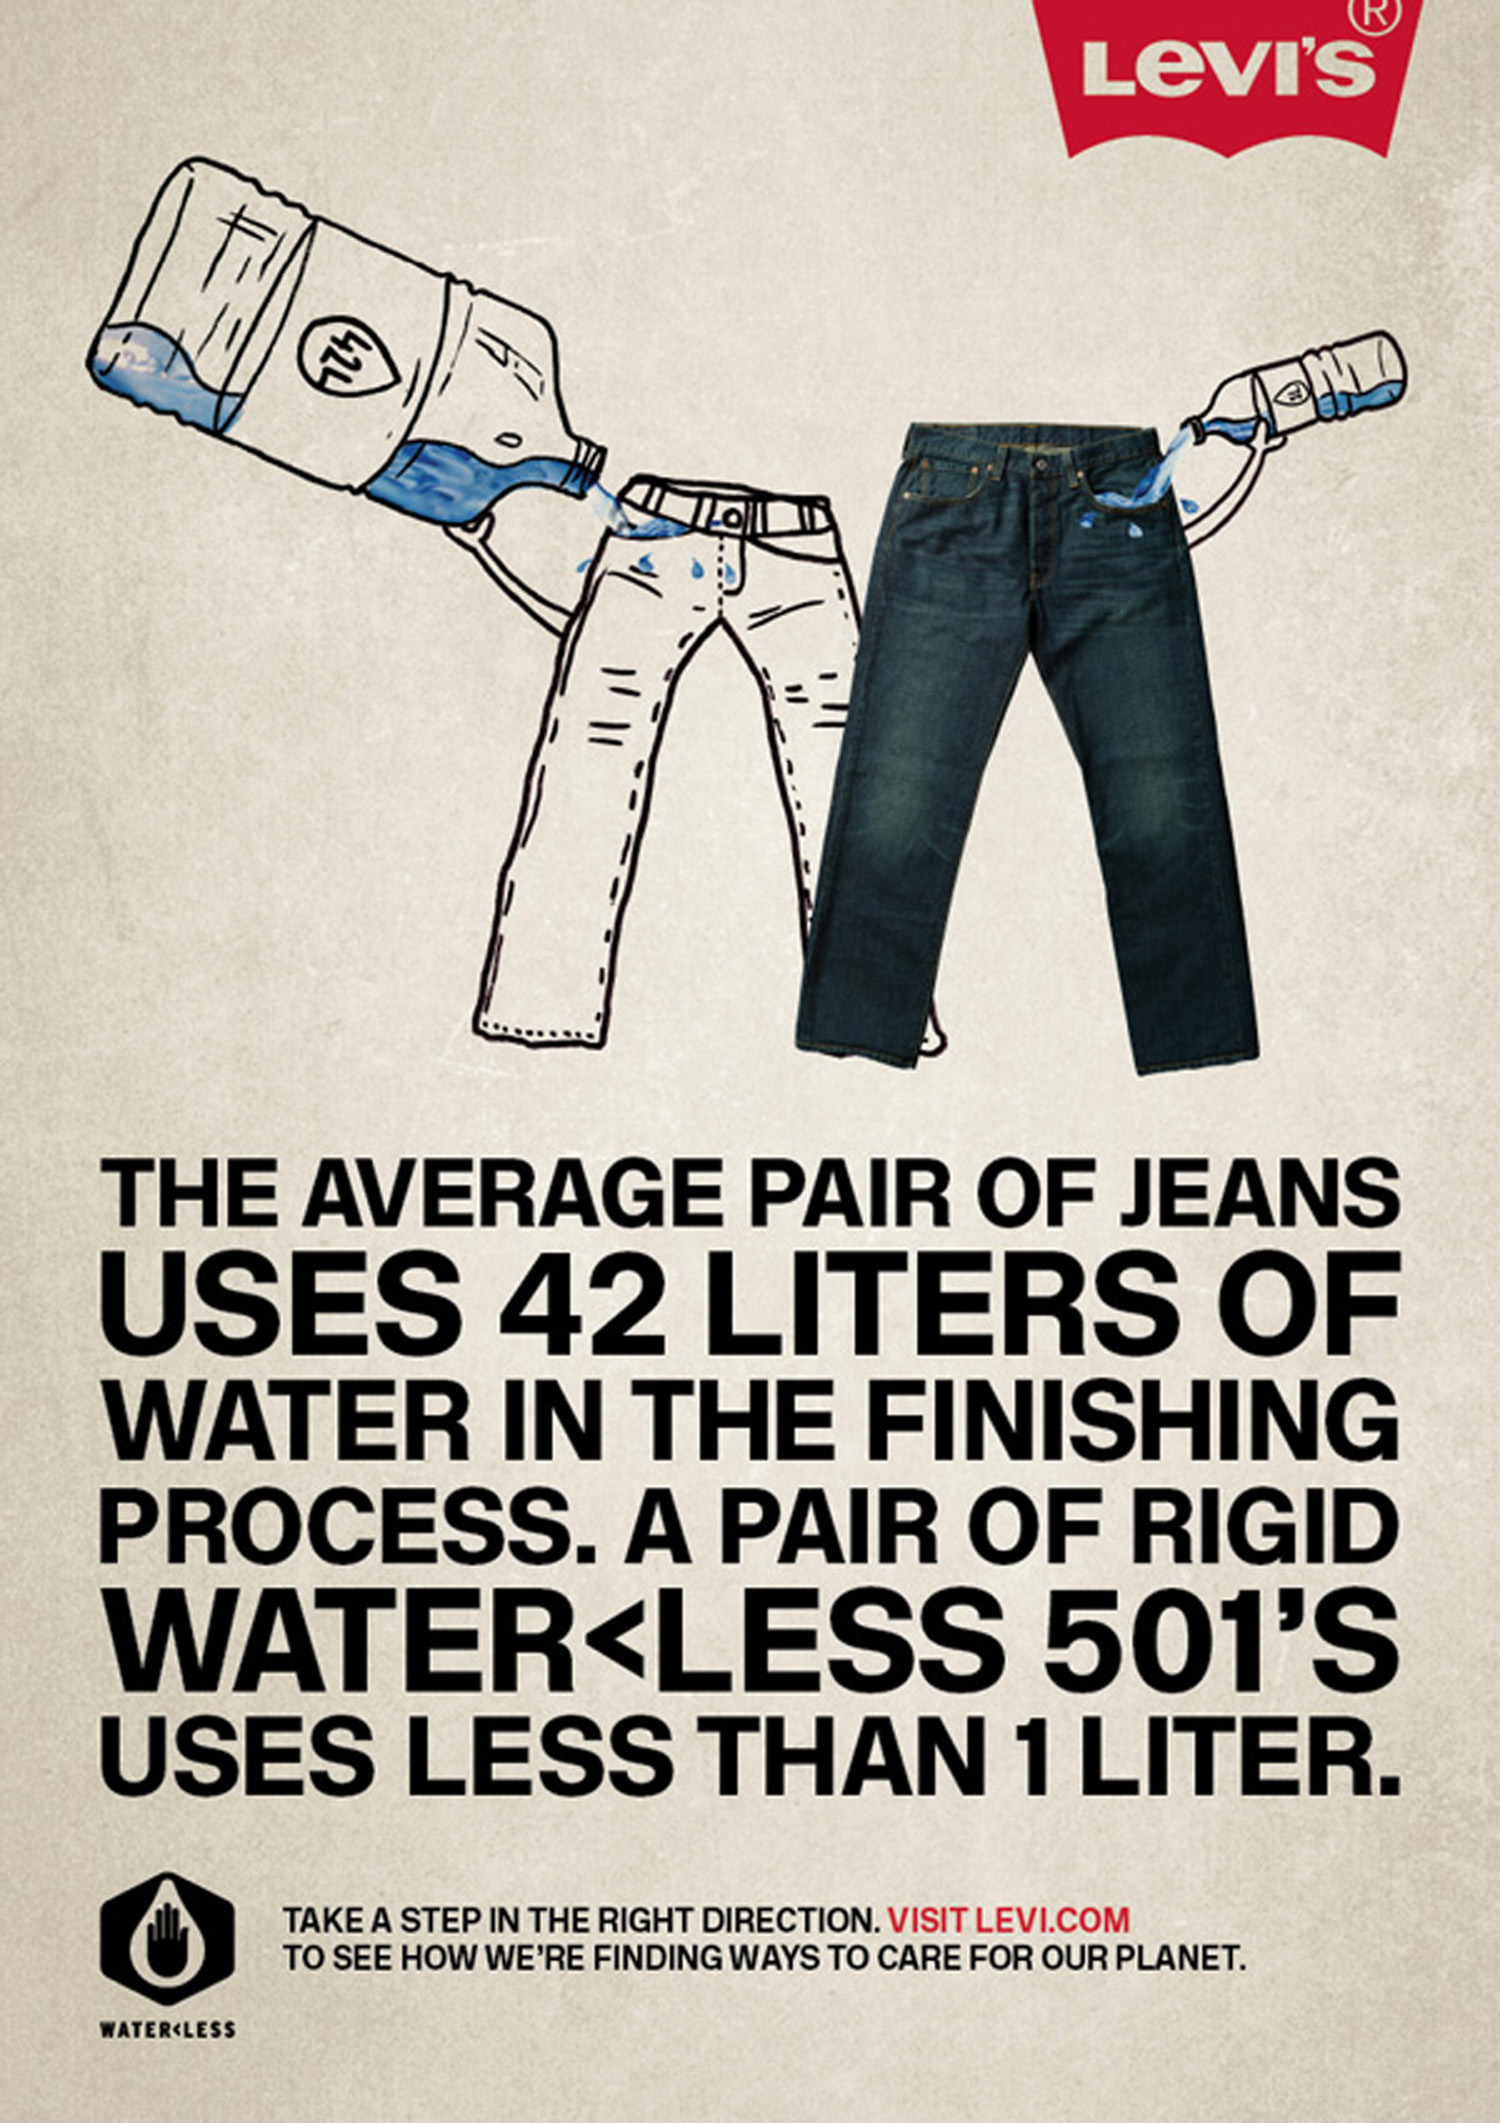 LEVI'S®
42L
1L
THE AVERAGE PAIR OF JEANS
USES 42 LITERS OF
WATER IN THE FINISHING
PROCESS. A PAIR OF RIGID
WATER<LESS 501'S
USES LESS THAN 1 LITER.
TAKE A STEP IN THE RIGHT DIRECTION. VISIT LEVI.COM
TO SEE HOW WE'RE FINDING WAYS TO CARE FOR OUR PLANET.
WATER<LESS